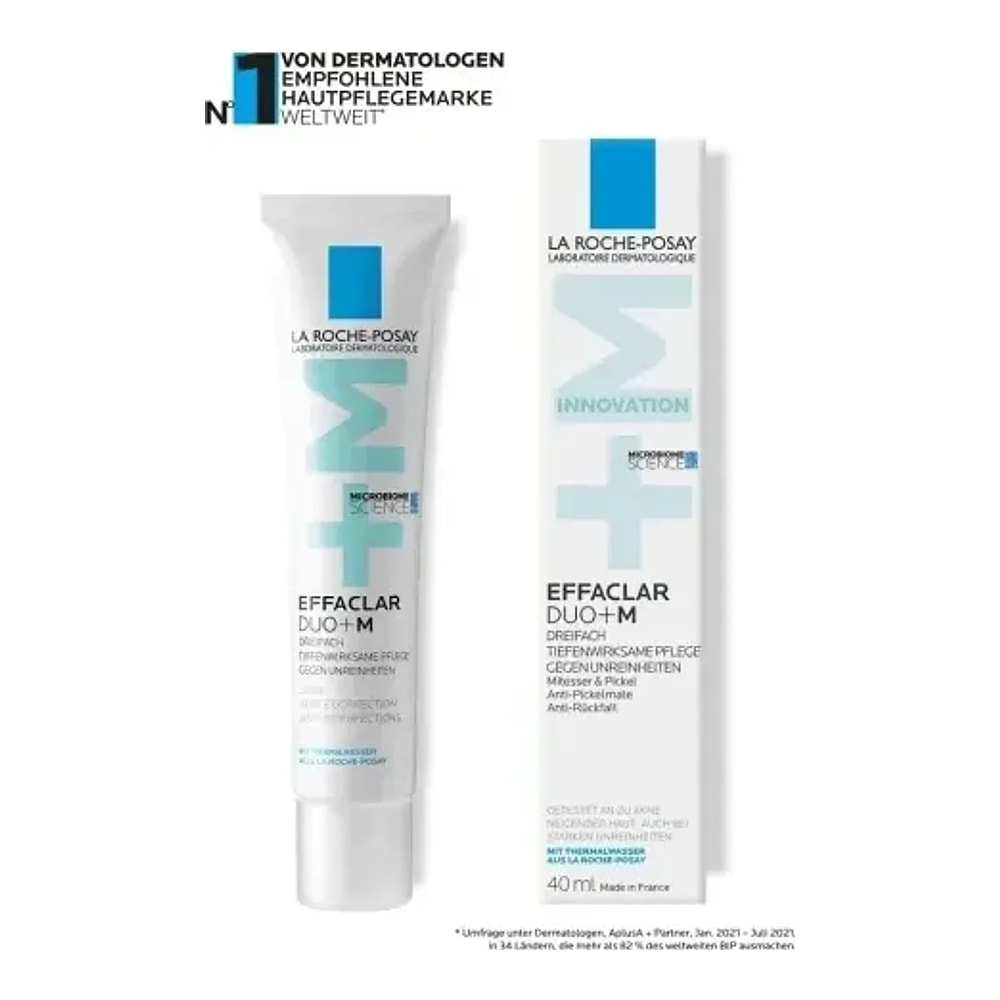 N°1
VON DERMATOLOGEN
EMPFOHLENE
HAUTPFLEGEMARKE
WELTWEIT*
LA ROCHE-POSAY
LABORATOIRE DERMATOLOGIQUE
+M
MICROBIOME
SCIENCE
EFFACLAR
DUO+M
DREIFACH
TIEFENWIRKSAME PFLEGE
GEGEN UNREINHEITEN
CORRECTION
MIT THERMALWASSER
AUS LA ROCHE-POSAY
LA ROCHE-POSAY
LABORATOIRE DERMATOLOGIQUE
+M
INNOVATION
MICROBIOME
SCIENCE
EFFACLAR
DUO+M
DREIFACH
TIEFENWIRKSAME PFLEGE
GEGEN UNREINHEITEN
Mitesser & Pickel
Anti-Pickelmale
Anti-Rückfall
GETESTET AN ZU AKNE
NEIGENDER HAUT, AUCH BEI
STARKEN UNREINHEITEN
MIT THERMALWASSER
AUS LA ROCHE-POSAY
40 ml Made in France
* Umfrage unter Dermatologen, AplusA + Partner, Jan. 2021 - Juli 2021,
in 34 Ländern, die mehr als 82 % des weltweiten BIP ausmachen.